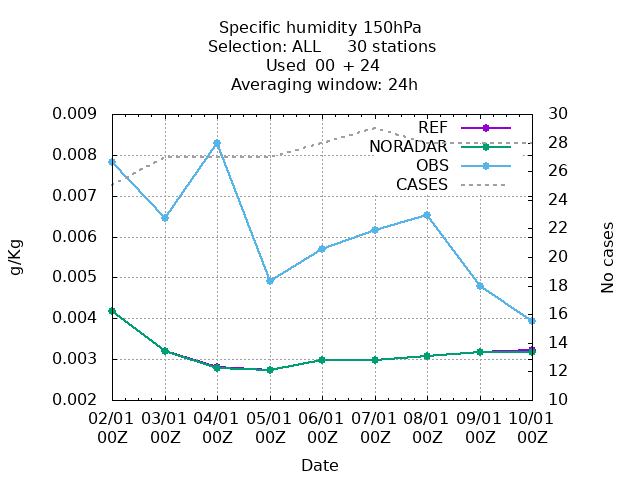 Specific humidity 150hPa
Selection: ALL 30 stations
Used 00 + 24
Averaging window: 24h
0.009
0.008
0.007
0.006
0.005
0.004
0.003
0.002
g/Kg
30
28
26
24
22
20
18
16
14
12
10
No cases
REF
NORADAR
OBS
CASES
02/01 03/01 04/01 05/01 06/01 07/01 08/01 09/01 10/01
00Z 00Z 00Z 00Z 00Z 00Z 00Z 00Z 00Z
Date